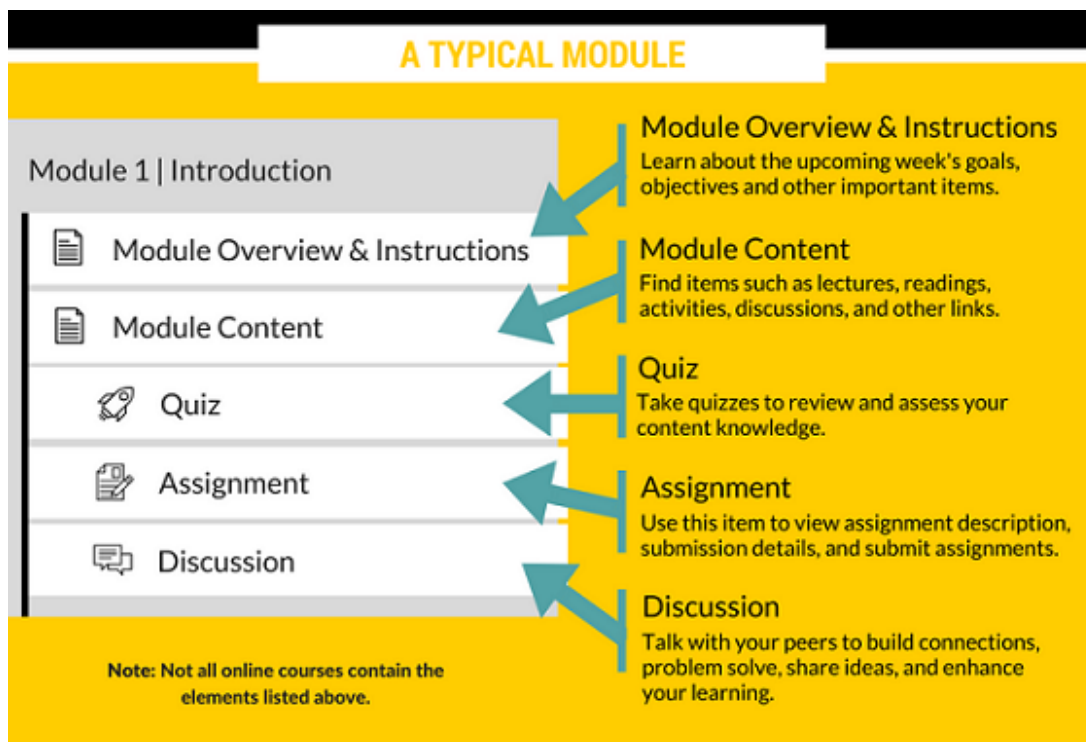 A TYPICAL MODULE
Module 1 | Introduction
Module Overview & Instructions
Module Content
Quiz
Assignment
Discussion
Note: Not all online courses contain the
elements listed above.
Module Overview & Instructions
Learn about the upcoming week's goals,
objectives and other important items.
Module Content
Find items such as lectures, readings,
activities, discussions, and other links.
Quiz
Take quizzes to review and assess your
content knowledge.
Assignment
Use this item to view assignment description,
submission details, and submit assignments.
Discussion
Talk with your peers to build connections,
problem solve, share ideas, and enhance
your learning.